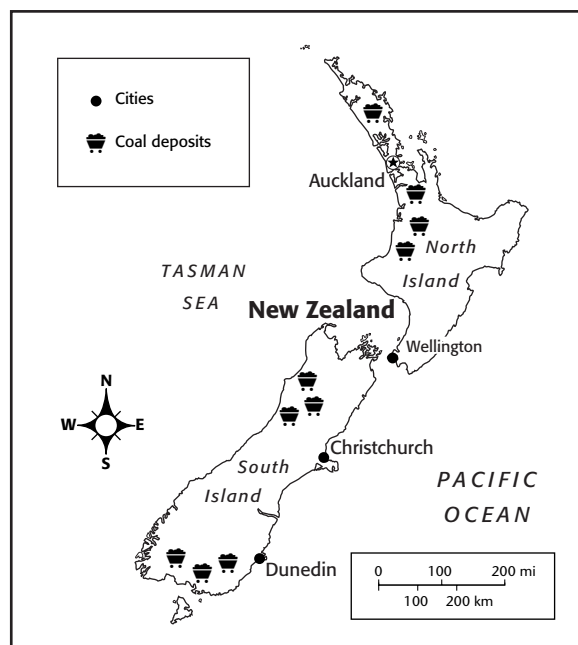 Cities
Coal deposits
Auckland
North
Island
TASMAN
SEA
New Zealand
Wellington
N
W E
S
Christchurch
South
Island
PACIFIC
OCEAN
Dunedin
0 100 200 mi
100 200 km